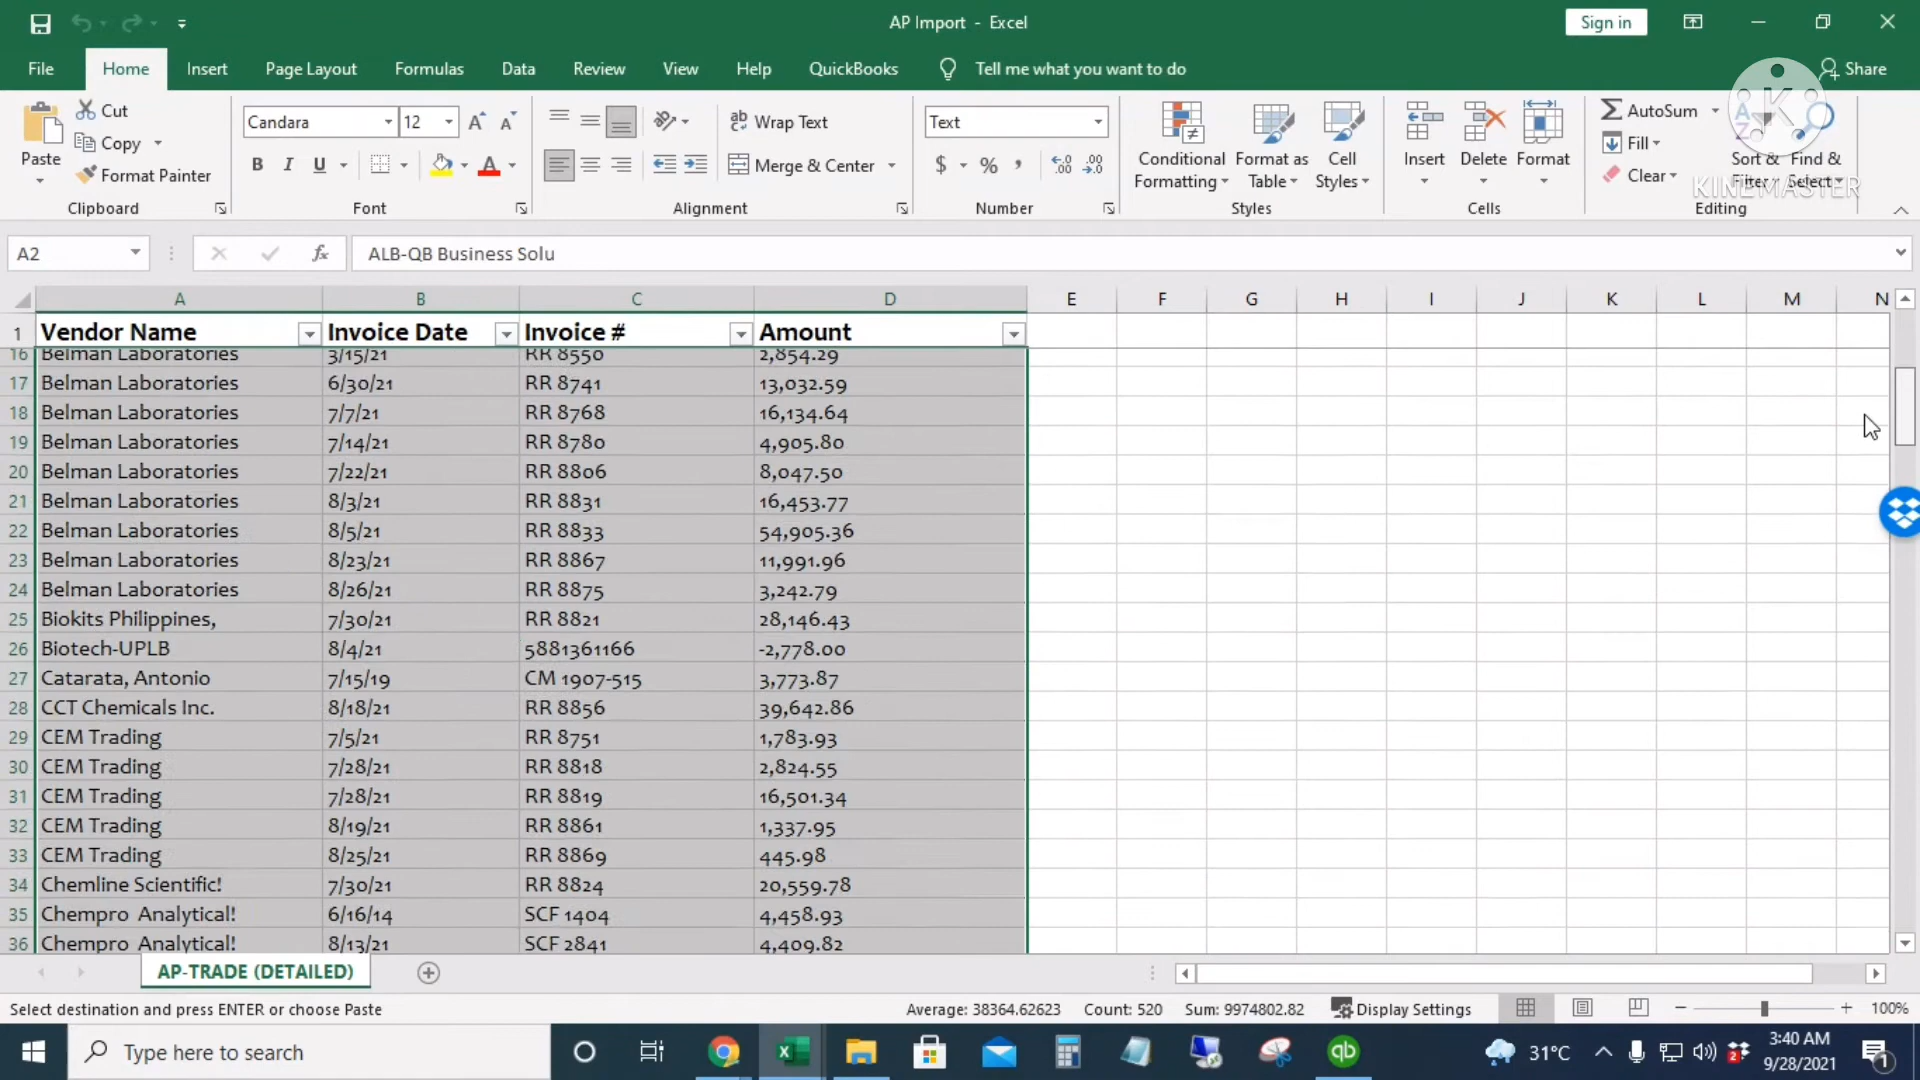 AP Import - Excel
Sign in
File Home Insert Page Layout Formulas Data Review View Help QuickBooks Tell me what you want to do Share
Paste
Cut
Copy
Format Painter
Clipboard
Candara 12
B I U
Font
Wrap Text
Merge & Center
Alignment
Text
$ % ,
Number
Conditional Formatting
Format as Table
Cell Styles
Styles
Insert Delete Format
Cells
AutoSum
Fill
Clear
Sort & Filter
Find & Select
Editing
KINEMASTER
A2 fx ALB-QB Business Solu
A B C D E F G H I J K L M N
1 Vendor Name Invoice Date Invoice # Amount
16 Belman Laboratories 3/15/21 RR 8550 2,854.29
17 Belman Laboratories 6/30/21 RR 8741 13,032.59
18 Belman Laboratories 7/7/21 RR 8768 16,134.64
19 Belman Laboratories 7/14/21 RR 8780 4,905.80
20 Belman Laboratories 7/22/21 RR 8806 8,047.50
21 Belman Laboratories 8/3/21 RR 8831 16,453.77
22 Belman Laboratories 8/5/21 RR 8833 54,905.36
23 Belman Laboratories 8/23/21 RR 8867 11,991.96
24 Belman Laboratories 8/26/21 RR 8875 3,242.79
25 Biokits Philippines, 7/30/21 RR 8821 28,146.43
26 Biotech-UPLB 8/4/21 5881361166 -2,778.00
27 Catarata, Antonio 7/15/19 CM 1907-515 3,773.87
28 CCT Chemicals Inc. 8/18/21 RR 8856 39,642.86
29 CEM Trading 7/5/21 RR 8751 1,783.93
30 CEM Trading 7/28/21 RR 8818 2,824.55
31 CEM Trading 7/28/21 RR 8819 16,501.34
32 CEM Trading 8/19/21 RR 8861 1,337.95
33 CEM Trading 8/25/21 RR 8869 445.98
34 Chemline Scientific! 7/30/21 RR 8824 20,559.78
35 Chempro Analytical! 6/16/14 SCF 1404 4,458.93
36 Chempro Analytical! 8/13/21 SCF 2841 4,409.82
AP-TRADE (DETAILED)
Select destination and press ENTER or choose Paste Average: 38364.62623 Count: 520 Sum: 9974802.82 Display Settings 100%
Type here to search 31°C 3:40 AM
9/28/2021